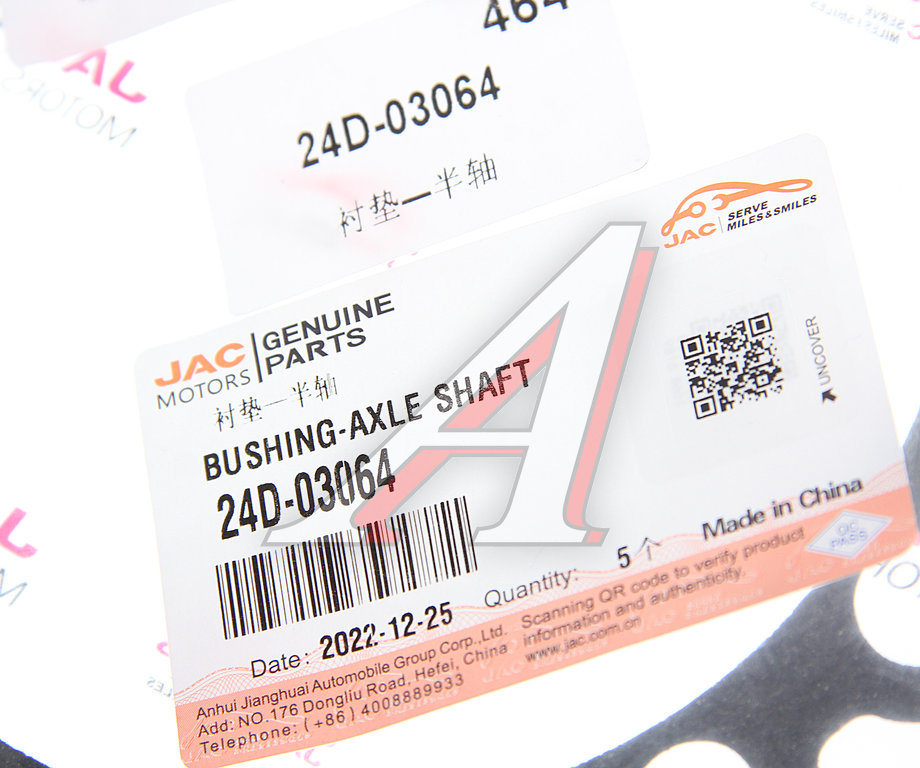 464
24D-03064
衬垫—半轴
JAC
SERVE
MILES&SMILES
JAC
MOTORS
GENUINE
PARTS
衬垫—半轴
BUSHING-AXLE SHAFT
24D-03064
UNCOVER
Quantity: 5 个
Made in China
QC
PASS
Date: 2022-12-25
Scanning QR code to verify product
information and authenticity.
www.jac.com.cn
Anhui Jianghuai Automobile Group Corp.,Ltd.
Add: NO.176 Dongliu Road, Hefei, China
Telephone: (+86) 4008889933